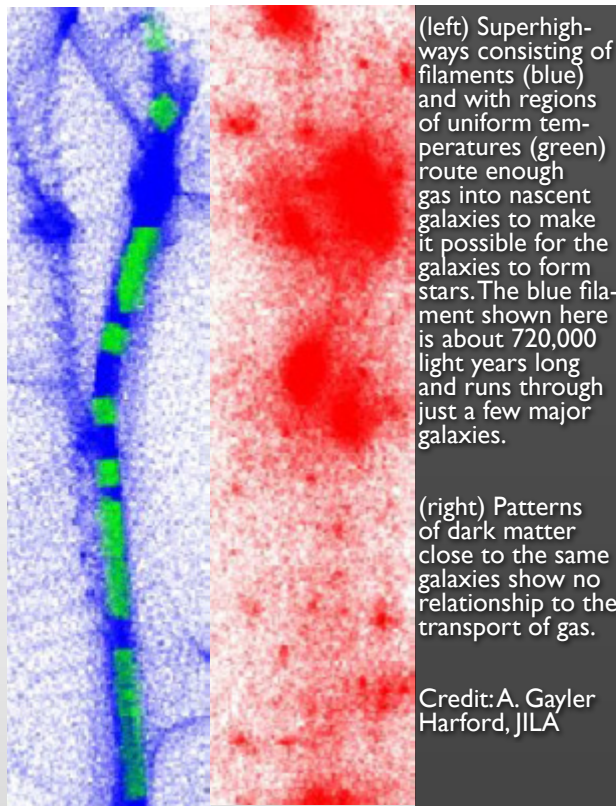 (left) Superhigh-
ways consisting of
filaments (blue)
and with regions
of uniform tem-
peratures (green)
route enough
gas into nascent
galaxies to make
it possible for the
galaxies to form
stars. The blue fila-
ment shown here
is about 720,000
light years long
and runs through
just a few major
galaxies.
(right) Patterns
of dark matter
close to the same
galaxies show no
relationship to the
transport of gas.
Credit: A. Gayler
Harford, JILA